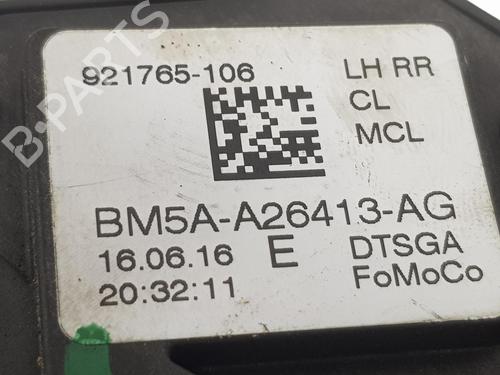 B-PARTS
921765-106
LH RR
CL
MCL
BM5A-A26413-AG
16.06.16 E DTSGA
20:32:11 FoMoCo